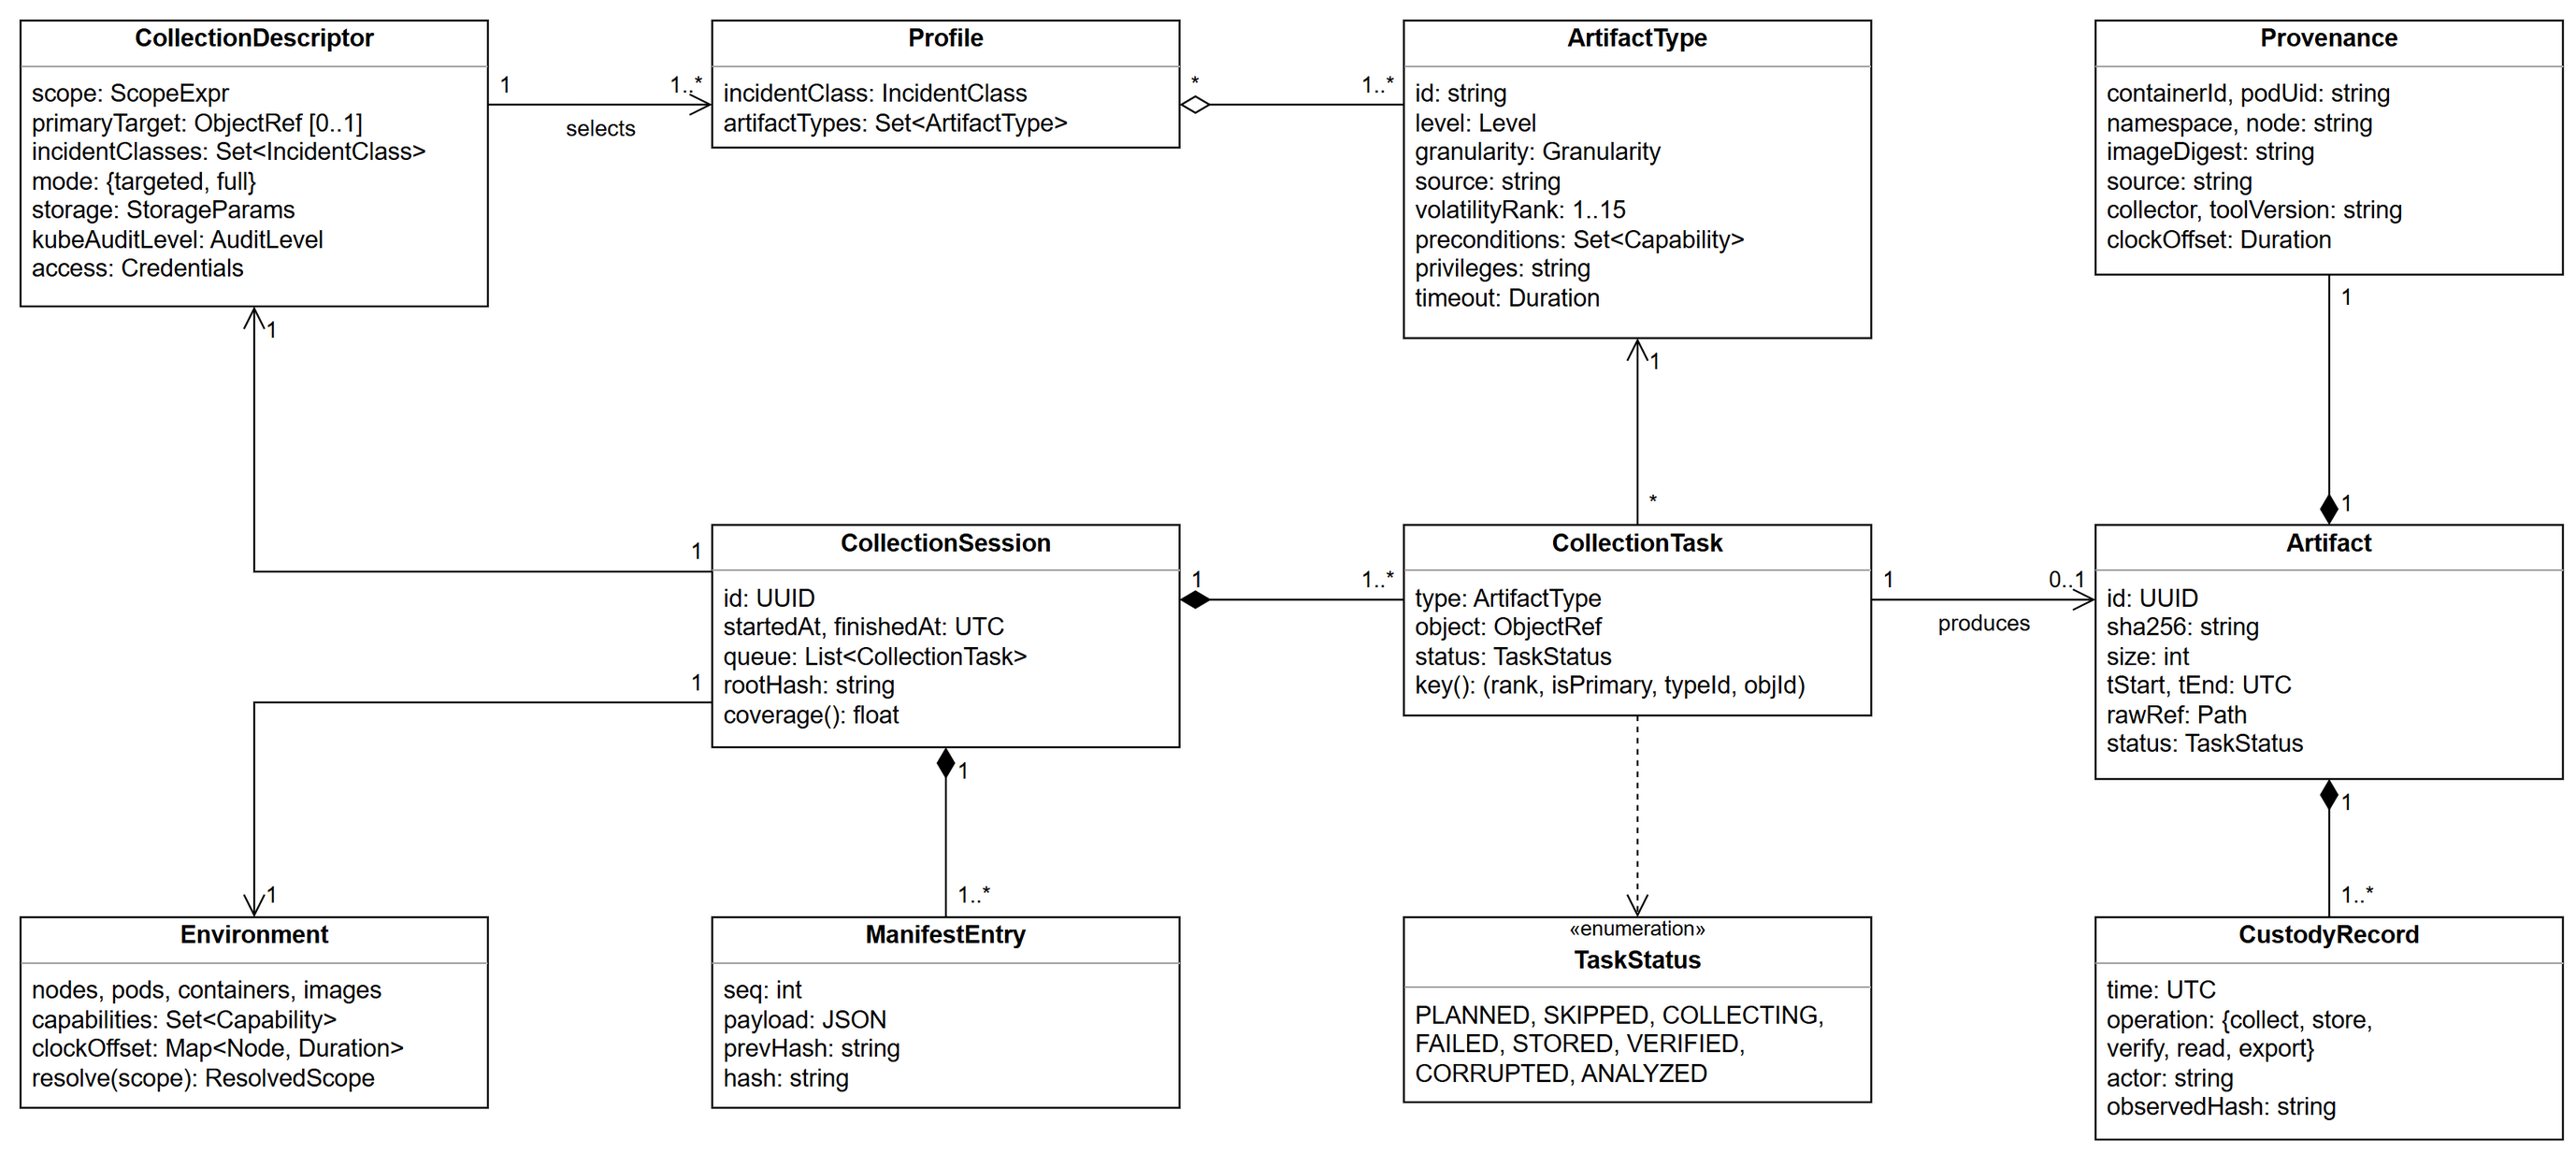 CollectionDescriptor
scope: ScopeExpr
primaryTarget: ObjectRef [0..1]
incidentClasses: Set<IncidentClass>
mode: {targeted, full}
storage: StorageParams
kubeAuditLevel: AuditLevel
access: Credentials
1
1..*
selects
Profile
incidentClass: IncidentClass
artifactTypes: Set<ArtifactType>
*
1..*
ArtifactType
id: string
level: Level
granularity: Granularity
source: string
volatilityRank: 1..15
preconditions: Set<Capability>
privileges: string
timeout: Duration
Provenance
containerId, podUid: string
namespace, node: string
imageDigest: string
source: string
collector, toolVersion: string
clockOffset: Duration
1
1
1
1
*
1
CollectionSession
id: UUID
startedAt, finishedAt: UTC
queue: List<CollectionTask>
rootHash: string
coverage(): float
1
1..*
CollectionTask
type: ArtifactType
object: ObjectRef
status: TaskStatus
key(): (rank, isPrimary, typeId, objId)
1
0..1
produces
Artifact
id: UUID
sha256: string
size: int
tStart, tEnd: UTC
rawRef: Path
status: TaskStatus
1
1
1
1
1..*
1..*
Environment
nodes, pods, containers, images
capabilities: Set<Capability>
clockOffset: Map<Node, Duration>
resolve(scope): ResolvedScope
ManifestEntry
seq: int
payload: JSON
prevHash: string
hash: string
«enumeration»
TaskStatus
PLANNED, SKIPPED, COLLECTING,
FAILED, STORED, VERIFIED,
CORRUPTED, ANALYZED
CustodyRecord
time: UTC
operation: {collect, store,
verify, read, export}
actor: string
observedHash: string